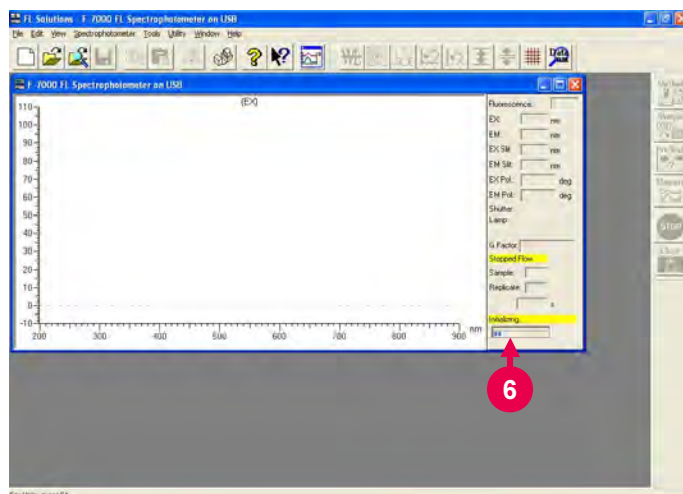 FL Solutions - F-7000 FL Spectrophotometer on USB
File Edit View Spectrophotometer Tools Utility Window Help
Data
F-7000 FL Spectrophotometer on USB
(EX)
110
100
90
80
70
60
50
40
30
20
10
0
-10
200 300 400 500 600 700 800 900 nm
Fluorescence:
EX: nm
EM: nm
EX Slit: nm
EM Slit: nm
EX Pol.: deg
EM Pol.: deg
Shutter:
Lamp:
G Factor:
Stopped Flow
Sample:
Replicate:
s
Initializing..
6
Method
STOP